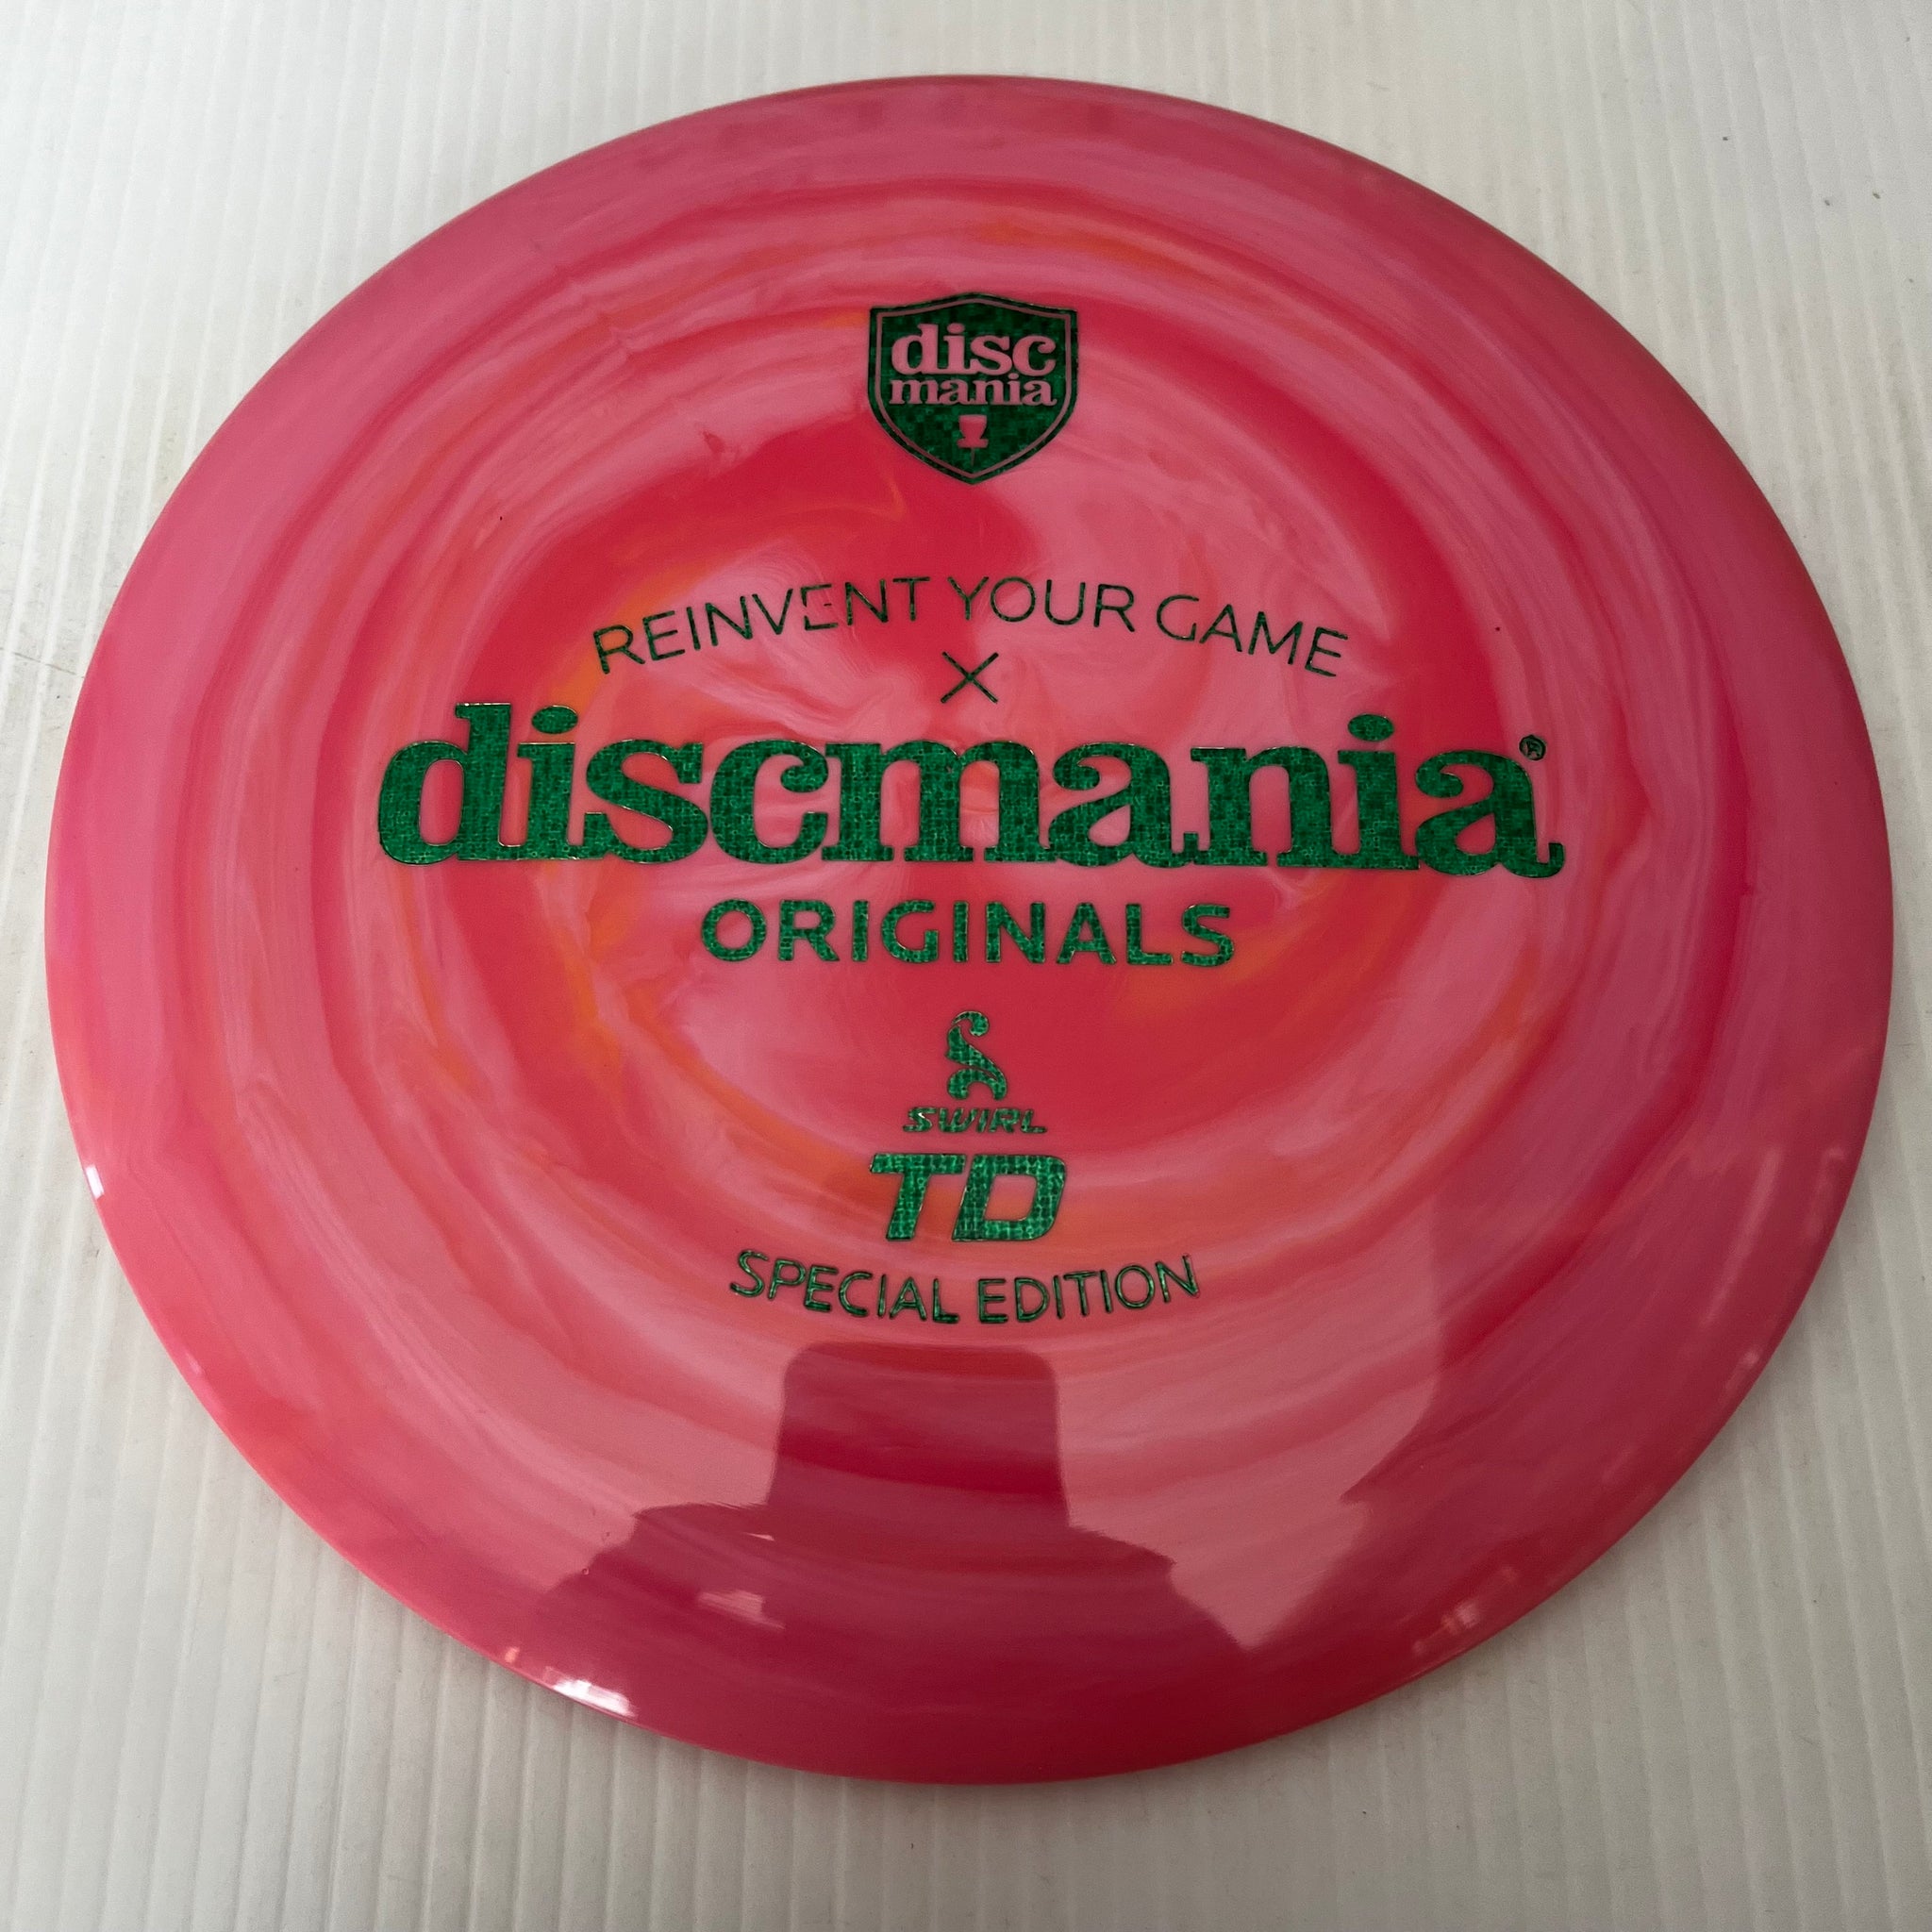 disc
mania
REINVENT YOUR GAME
X
discmania®
ORIGINALS
SWIRL
TD
SPECIAL EDITION